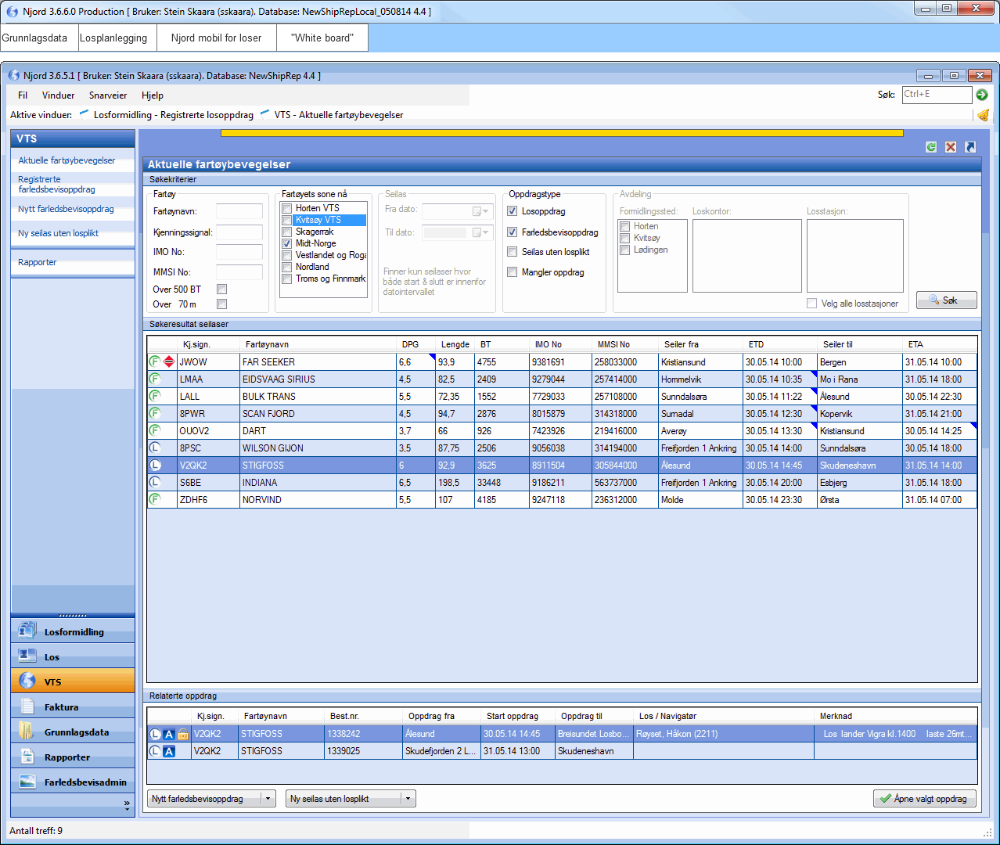 Njord 3.6.6.0 Production [ Bruker: Stein Skaara (sskaara). Database: NewShipRepLocal_050814 4.4 ]
Grunnlagsdata Losplanlegging Njord mobil for loser "White board"
Njord 3.6.5.1 [ Bruker: Stein Skaara (sskaara). Database: NewShipRep 4.4 ]
Fil Vinduer Snarveier Hjelp Søk: Ctrl+E
Aktive vinduer: Losformidling - Registrerte losoppdrag VTS - Aktuelle fartøybevegelser
VTS
Aktuelle fartøybevegelser
Registrerte
farledsbevisoppdrag
Nytt farledsbevisoppdrag
Ny seilas uten losplikt
Rapporter
Aktuelle fartøybevegelser
Søkekriterier
Fartøy
Fartøynavn:
Kjenningssignal:
IMO No:
MMSI No:
Over 500 BT
Over 70 m
Fartøyets sone nå
Horten VTS
Kvitsøy VTS
Skagerrak
Midt-Norge
Vestlandet og Roga
Nordland
Troms og Finnmark
Seilas
Fra dato:
Til dato:
Finner kun seilaser hvor
både start & slutt er innenfor
datointervallet
Oppdragstype
Losoppdrag
Farledsbevisoppdrag
Seilas uten losplikt
Mangler oppdrag
Avdeling
Formidlingssted: Loskontor: Losstasjon:
Horten
Kvitsøy
Lødingen
Velg alle losstasjoner
Søk
Søkeresultat seilaser
Kj.sign. Fartøynavn DPG Lengde BT IMO No MMSI No Seiler fra ETD Seiler til ETA
F JWOW FAR SEEKER 6,6 93,9 4755 9381691 258033000 Kristiansund 30.05.14 10:00 Bergen 31.05.14 10:00
F LMAA EIDSVAAG SIRIUS 4,5 82,5 2409 9279044 257414000 Hommelvik 30.05.14 10:35 Mo i Rana 31.05.14 18:00
F LALL BULK TRANS 5,5 72,35 1552 7729033 257108000 Sunndalsøra 30.05.14 11:22 Ålesund 30.05.14 22:30
F 8PWR SCAN FJORD 4,5 94,7 2876 8015879 314318000 Surnadal 30.05.14 12:30 Kopervik 31.05.14 21:00
F OUOV2 DART 3,7 66 926 7423926 219416000 Averøy 30.05.14 13:30 Kristiansund 30.05.14 14:25
L 8PSC WILSON GIJON 3,5 87,75 2506 9056038 314194000 Freifjorden 1 Ankring 30.05.14 14:00 Sunndalsøra 30.05.14 18:00
L V2QK2 STIGFOSS 6 92,9 3625 8911504 305844000 Ålesund 30.05.14 14:45 Skudeneshavn 31.05.14 14:00
L S6BE INDIANA 6,5 198,5 33448 9186211 563737000 Freifjorden 1 Ankring 30.05.14 20:00 Esbjerg 31.05.14 18:00
F ZDHF6 NORVIND 5,5 107 4185 9247118 236312000 Molde 30.05.14 23:30 Ørsta 31.05.14 07:00
Losformidling
Los
VTS
Faktura
Grunnlagsdata
Rapporter
Farledsbevisadmin
»
Relaterte oppdrag
Kj.sign. Fartøynavn Best.nr. Oppdrag fra Start oppdrag Oppdrag til Los / Navigatør Merknad
L A V2QK2 STIGFOSS 1338242 Ålesund 30.05.14 14:45 Breisundet Losbo... Røyset, Håkon (2211) Los lander Vigra kl.1400 laste 26mt...
L A V2QK2 STIGFOSS 1339025 Skudefjorden 2 L... 31.05.14 13:00 Skudeneshavn
Nytt farledsbevisoppdrag Ny seilas uten losplikt Åpne valgt oppdrag
Antall treff: 9